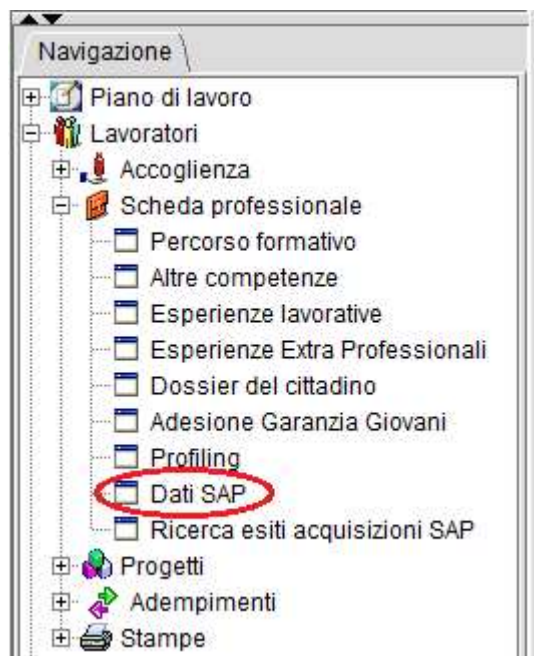 Navigazione
Piano di lavoro
Lavoratori
Accoglienza
Scheda professionale
Percorso formativo
Altre competenze
Esperienze lavorative
Esperienze Extra Professionali
Dossier del cittadino
Adesione Garanzia Giovani
Profiling
Dati SAP
Ricerca esiti acquisizioni SAP
Progetti
Adempimenti
Stampe